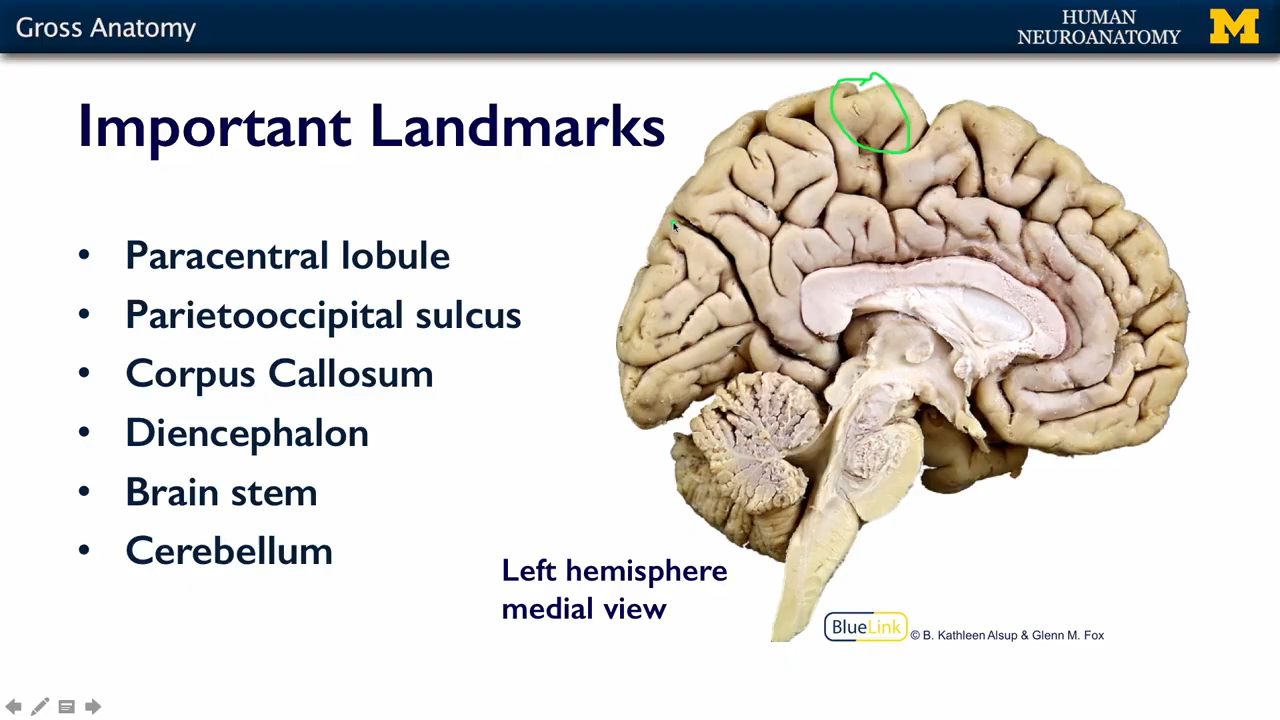 Gross Anatomy
HUMAN
NEUROANATOMY
M
Important Landmarks
• Paracentral lobule
• Parietooccipital sulcus
• Corpus Callosum
• Diencephalon
• Brain stem
• Cerebellum
Left hemisphere
medial view
BlueLink © B. Kathleen Alsup & Glenn M. Fox